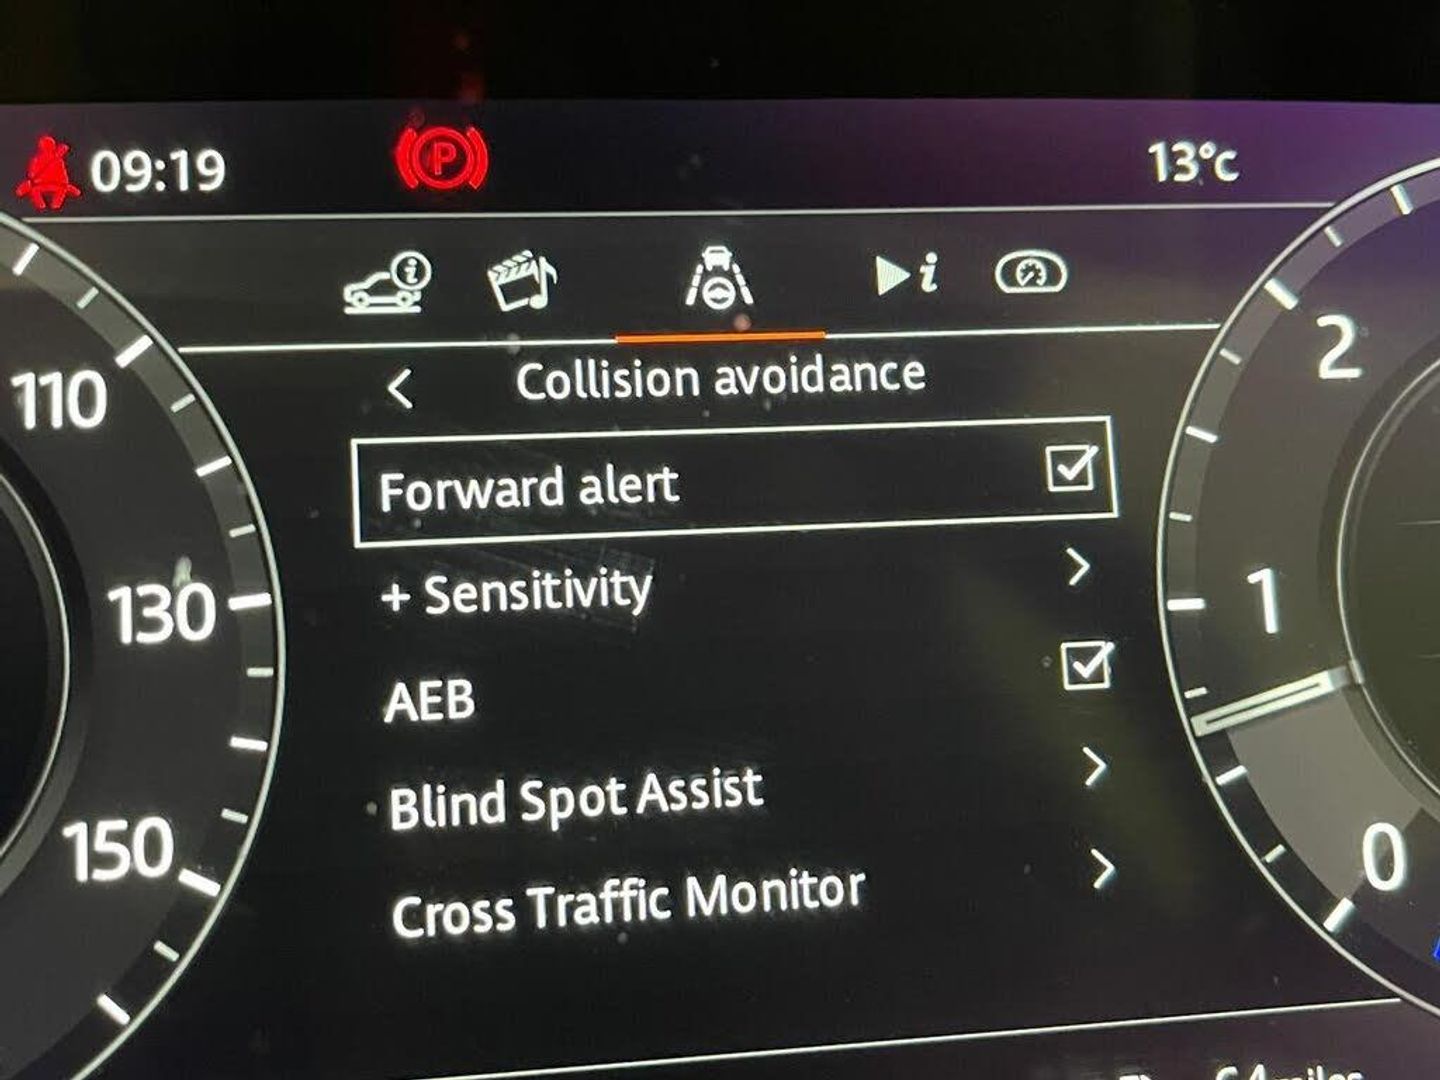 09:19
P
13°c
i
i
Collision avoidance
Forward alert
+ Sensitivity
AEB
Blind Spot Assist
Cross Traffic Monitor
110
130
150
2
1
0
miles